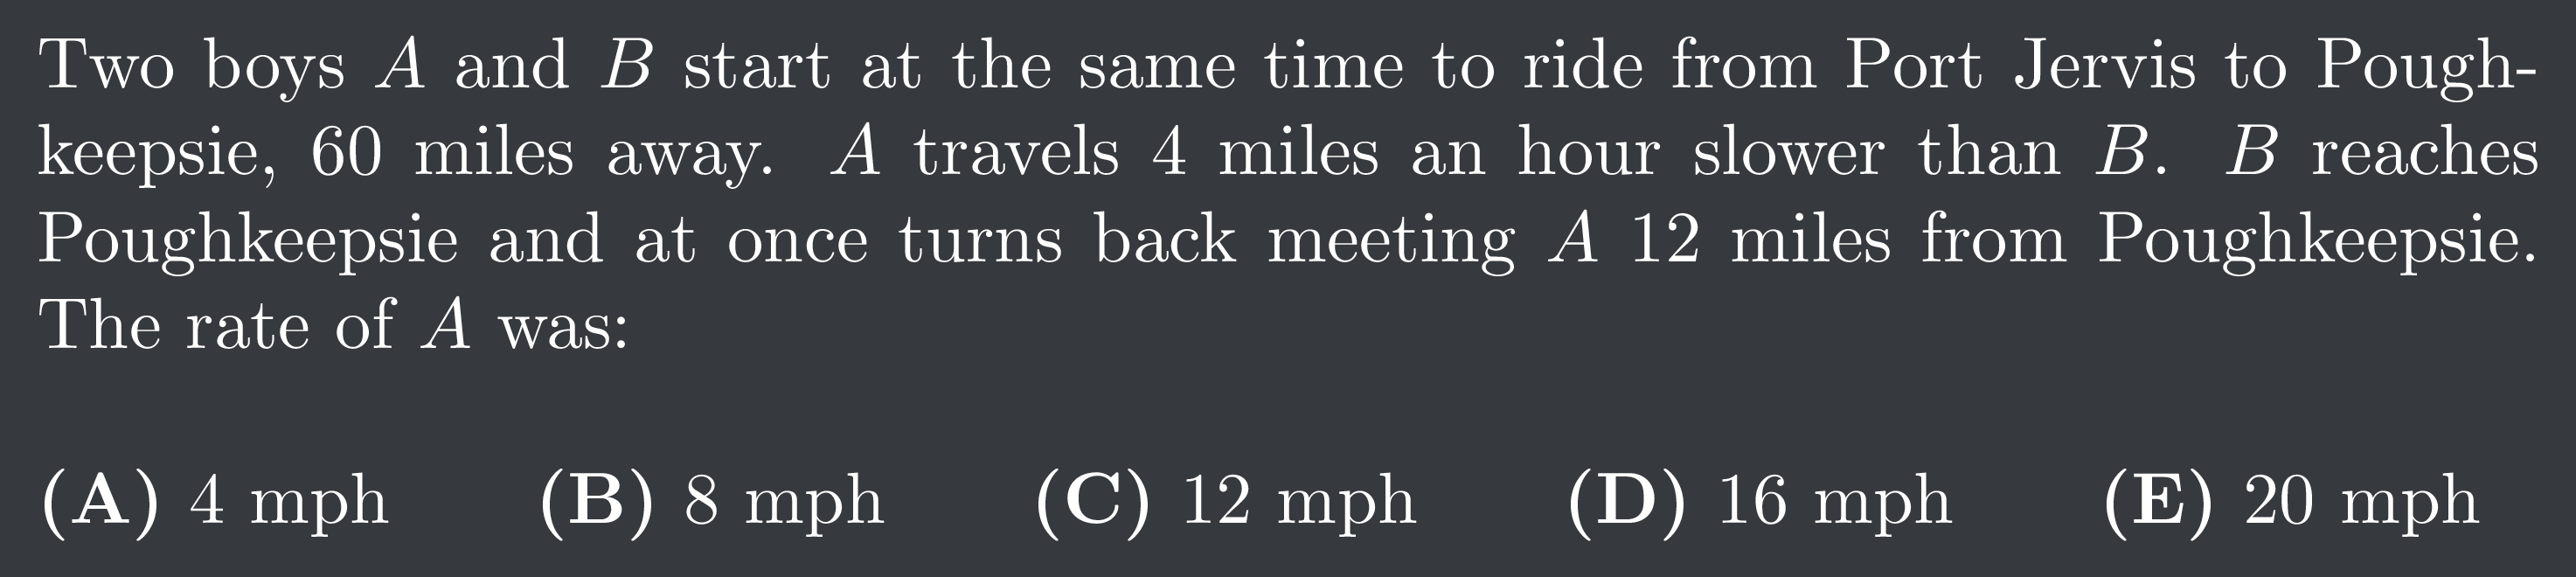 Two boys A and B start at the same time to ride from Port Jervis to Pough-
keepsie, 60 miles away. A travels 4 miles an hour slower than B. B reaches
Poughkeepsie and at once turns back meeting A 12 miles from Poughkeepsie.
The rate of A was:
(A) 4 mph (B) 8 mph (C) 12 mph (D) 16 mph (E) 20 mph